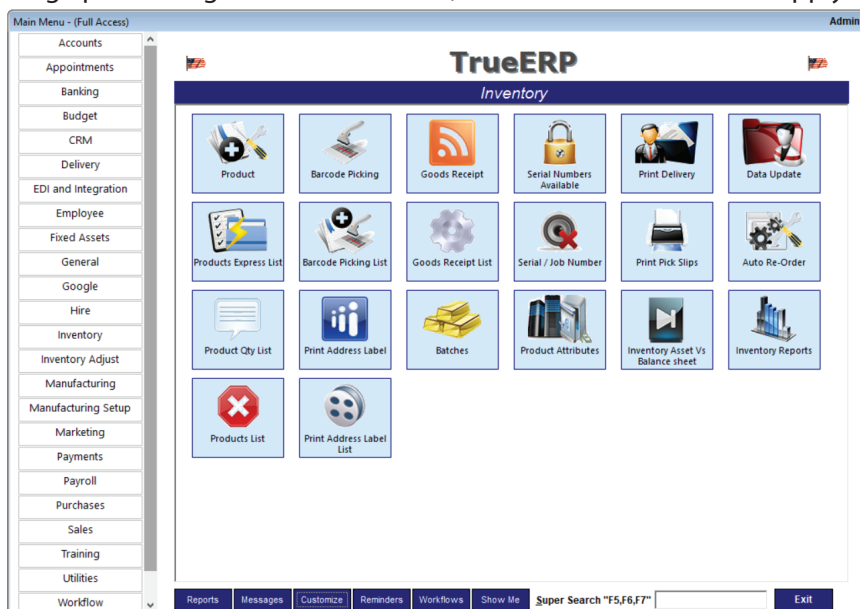 Main Menu - (Full Access)
Admin
Accounts
Appointments
Banking
Budget
CRM
Delivery
EDI and Integration
Employee
Fixed Assets
General
Google
Hire
Inventory
Inventory Adjust
Manufacturing
Manufacturing Setup
Marketing
Payments
Payroll
Purchases
Sales
Training
Utilities
Workflow
TrueERP
Inventory
Product
Barcode Picking
Goods Receipt
Serial Numbers
Available
Print Delivery
Data Update
Products Express List
Barcode Picking List
Goods Receipt List
Serial / Job Number
Print Pick Slips
Auto Re-Order
Product Qty List
Print Address Label
Batches
Product Attributes
Inventory Asset Vs
Balance sheet
Inventory Reports
Products List
Print Address Label
List
Reports
Messages
Customize
Reminders
Workflows
Show Me
Super Search "F5,F6,F7"
Exit